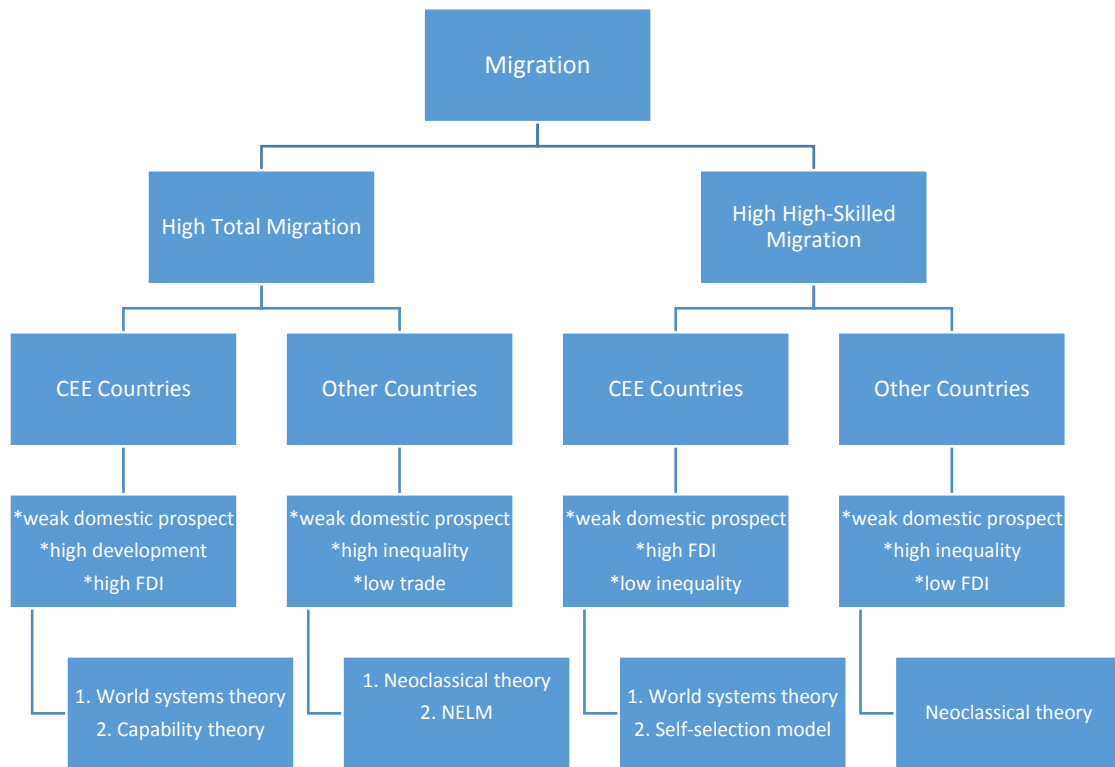 Migration
High Total Migration
High High-Skilled
Migration
CEE Countries
Other Countries
CEE Countries
Other Countries
*weak domestic prospect
*high development
*high FDI
*weak domestic prospect
*high inequality
*low trade
*weak domestic prospect
*high FDI
*low inequality
*weak domestic prospect
*high inequality
*low FDI
1. World systems theory
2. Capability theory
1. Neoclassical theory
2. NELM
1. World systems theory
2. Self-selection model
Neoclassical theory